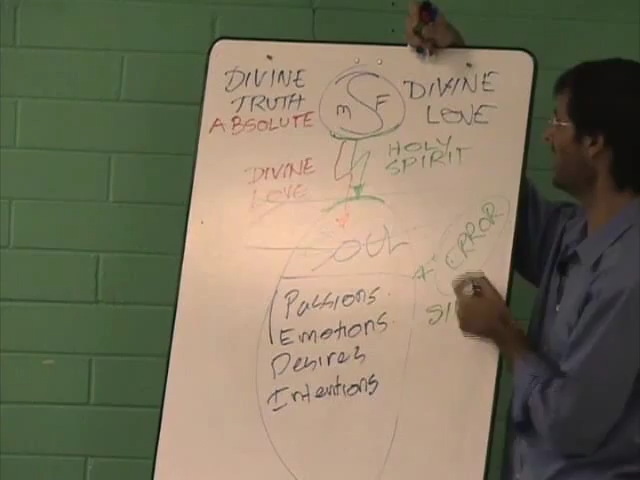 DIVINE
TRUTH
ABSOLUTE
m S F
DIVINE
LOVE
HOLY
SPIRIT
DIVINE
LOVE
SOUL
ERROR
+
Passions
Emotions
Desires
Intentions